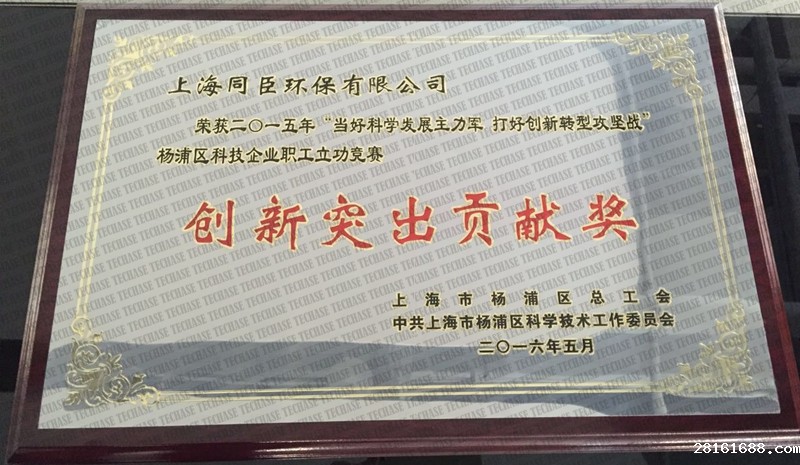 上海同臣环保有限公司
荣获二〇一五年“当好科学发展主力军 打好创新转型攻坚战”
杨浦区科技企业职工立功竞赛
创新突出贡献奖
上海市杨浦区总工会
中共上海市杨浦区科学技术工作委员会
二〇一六年五月
28161688.com